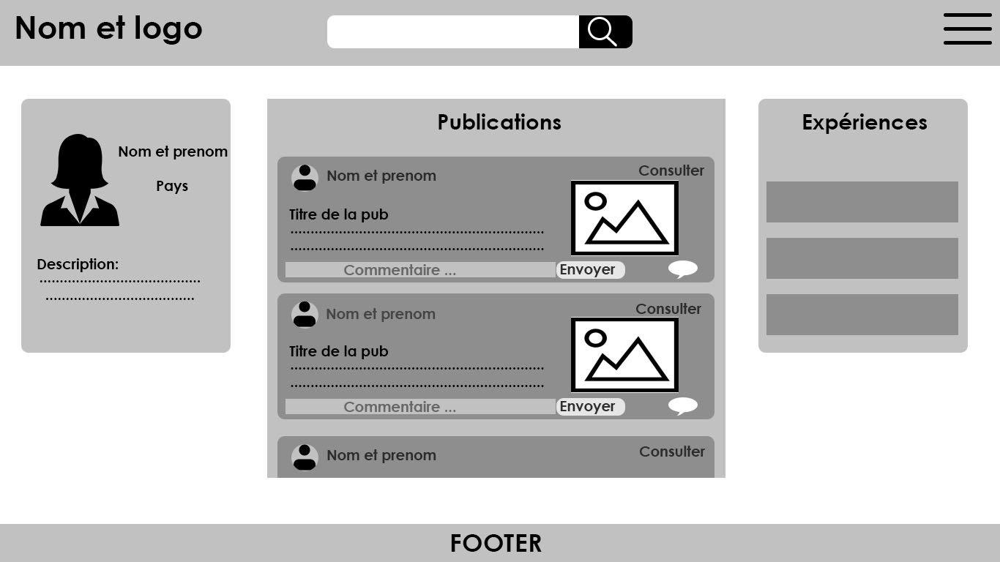 Nom et logo
Nom et prenom
Pays
Description:
Publications
Nom et prenom
Consulter
Titre de la pub
Commentaire ...
Envoyer
Nom et prenom
Consulter
Titre de la pub
Commentaire ...
Envoyer
Nom et prenom
Consulter
Expériences
FOOTER